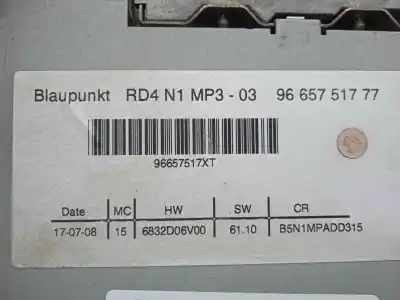 Blaupunkt RD4 N1 MP3 - 03 96 657 517 77
96657517XT
Date MC HW SW CR
17-07-08 15 6832D06V00 61.10 B5N1MPADD315